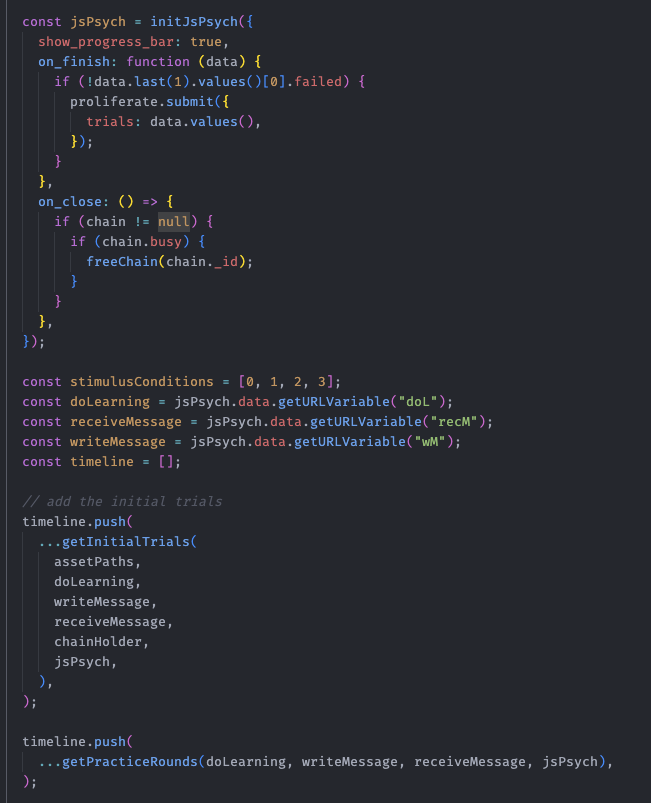 const jsPsych = initJsPsych({
  show_progress_bar: true,
  on_finish: function (data) {
    if (!data.last(1).values()[0].failed) {
      proliferate.submit({
        trials: data.values(),
      });
    }
  },
  on_close: () => {
    if (chain != null) {
      if (chain.busy) {
        freeChain(chain._id);
      }
    }
  },
});

const stimulusConditions = [0, 1, 2, 3];
const doLearning = jsPsych.data.getURLVariable("doL");
const receiveMessage = jsPsych.data.getURLVariable("recM");
const writeMessage = jsPsych.data.getURLVariable("wM");
const timeline = [];

// add the initial trials
timeline.push(
  ...getInitialTrials(
    assetPaths,
    doLearning,
    writeMessage,
    receiveMessage,
    chainHolder,
    jsPsych,
  ),
);

timeline.push(
  ...getPracticeRounds(doLearning, writeMessage, receiveMessage, jsPsych),
);